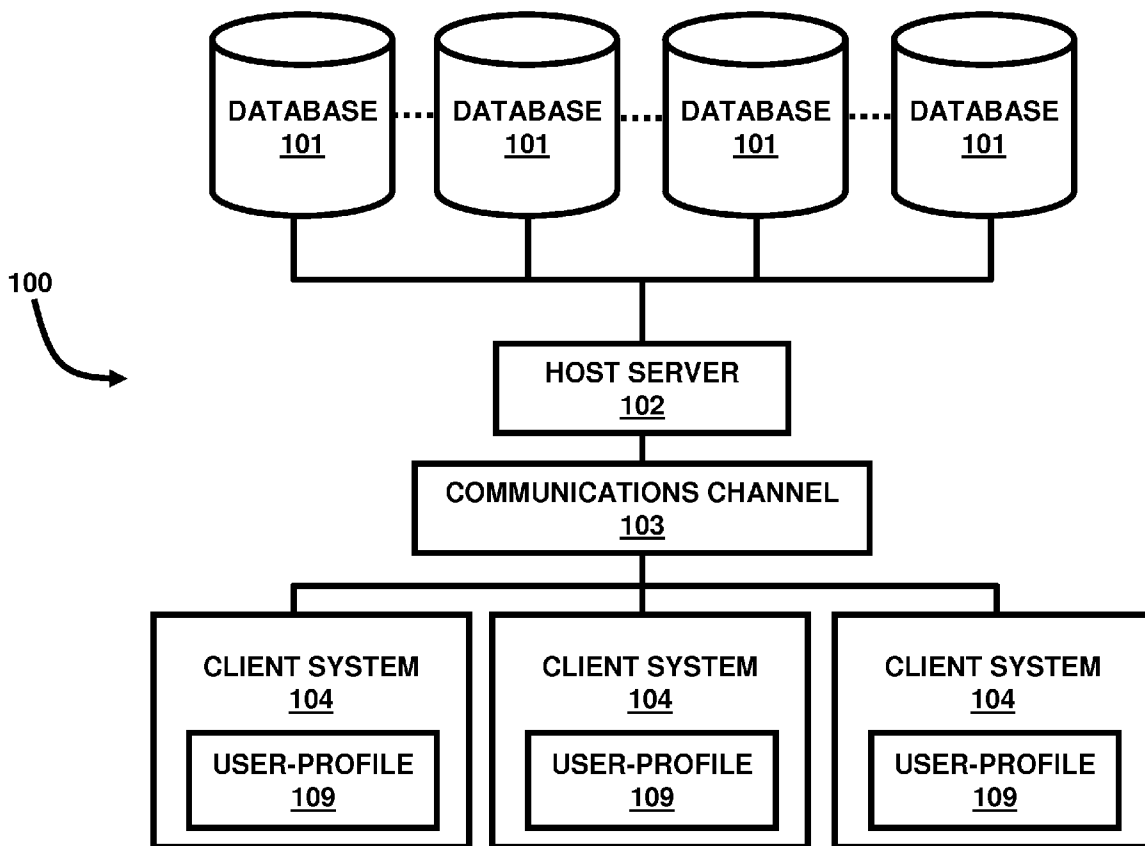 DATABASE DATABASE DATABASE DATABASE
101 101 101 101
100
HOST SERVER
102
COMMUNICATIONS CHANNEL
103
CLIENT SYSTEM CLIENT SYSTEM CLIENT SYSTEM
104 104 104
USER-PROFILE USER-PROFILE USER-PROFILE
109 109 109